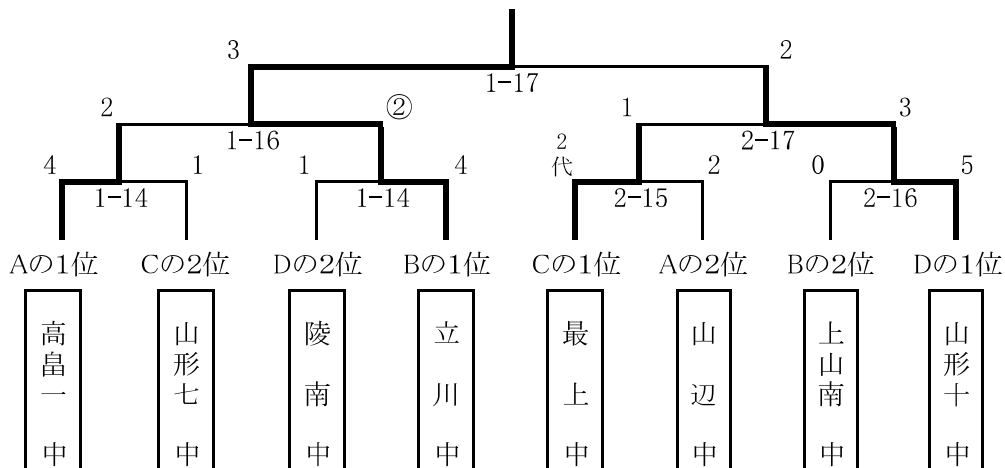 3 2
1-17
2 ② 1 3
1-16 2-17
4 1 1 4 2代 2 0 5
1-14 1-14 2-15 2-16
Aの1位 Cの2位 Dの2位 Bの1位 Cの1位 Aの2位 Bの2位 Dの1位
高畠一中
山形七中
陵南中
立川中
最上中
山辺中
上山南中
山形十中